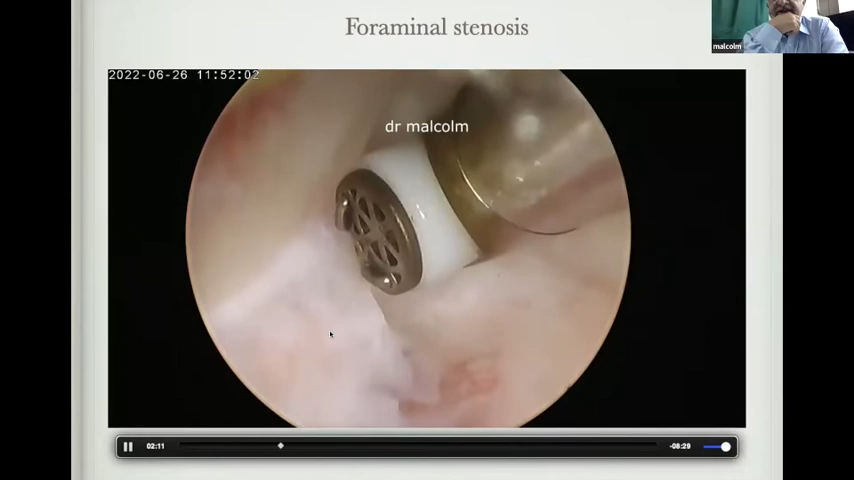 Foraminal stenosis
malcolm
2022-06-26 11:52:02
dr malcolm
02:11
-08:29